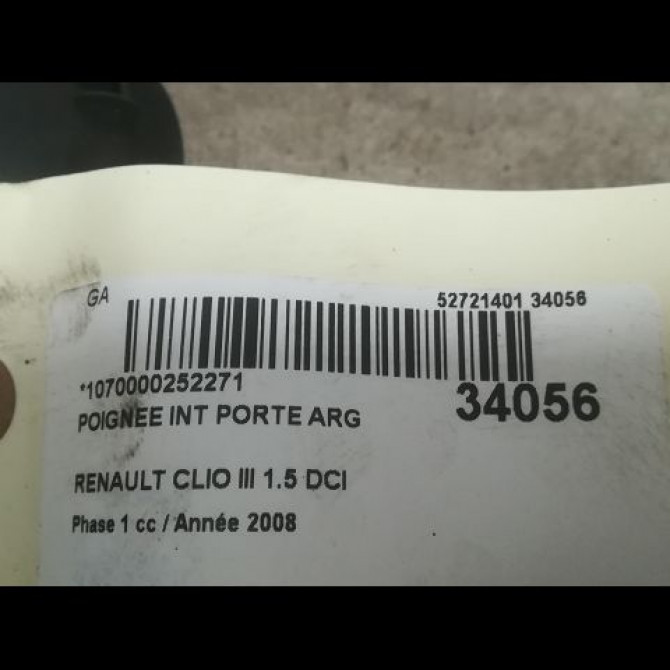 GA 52721401 34056
*1070000252271 34056
POIGNEE INT PORTE ARG
RENAULT CLIO III 1.5 DCI
Phase 1 cc / Année 2008